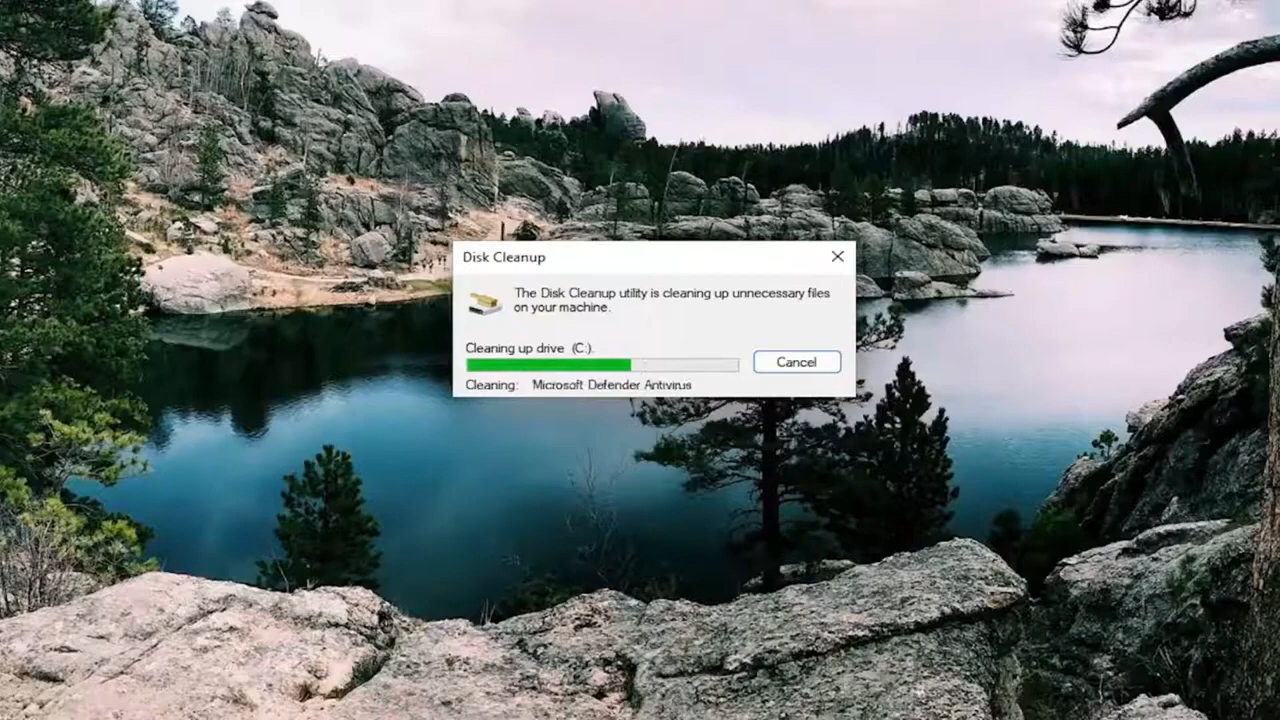 Disk Cleanup
The Disk Cleanup utility is cleaning up unnecessary files
on your machine.
Cleaning up drive (C:).
Cancel
Cleaning: Microsoft Defender Antivirus